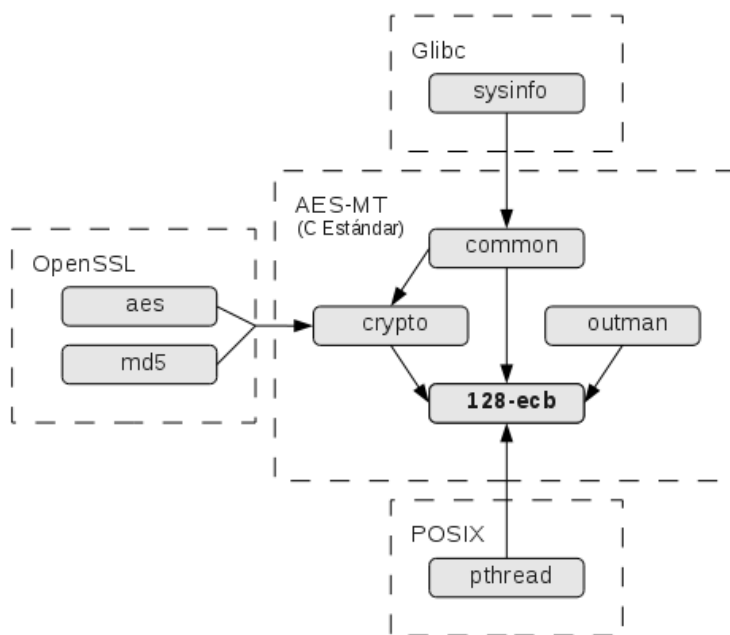 Glibc
sysinfo
AES-MT
(C Estándar)
common
OpenSSL
aes
crypto
outman
md5
128-ecb
POSIX
pthread